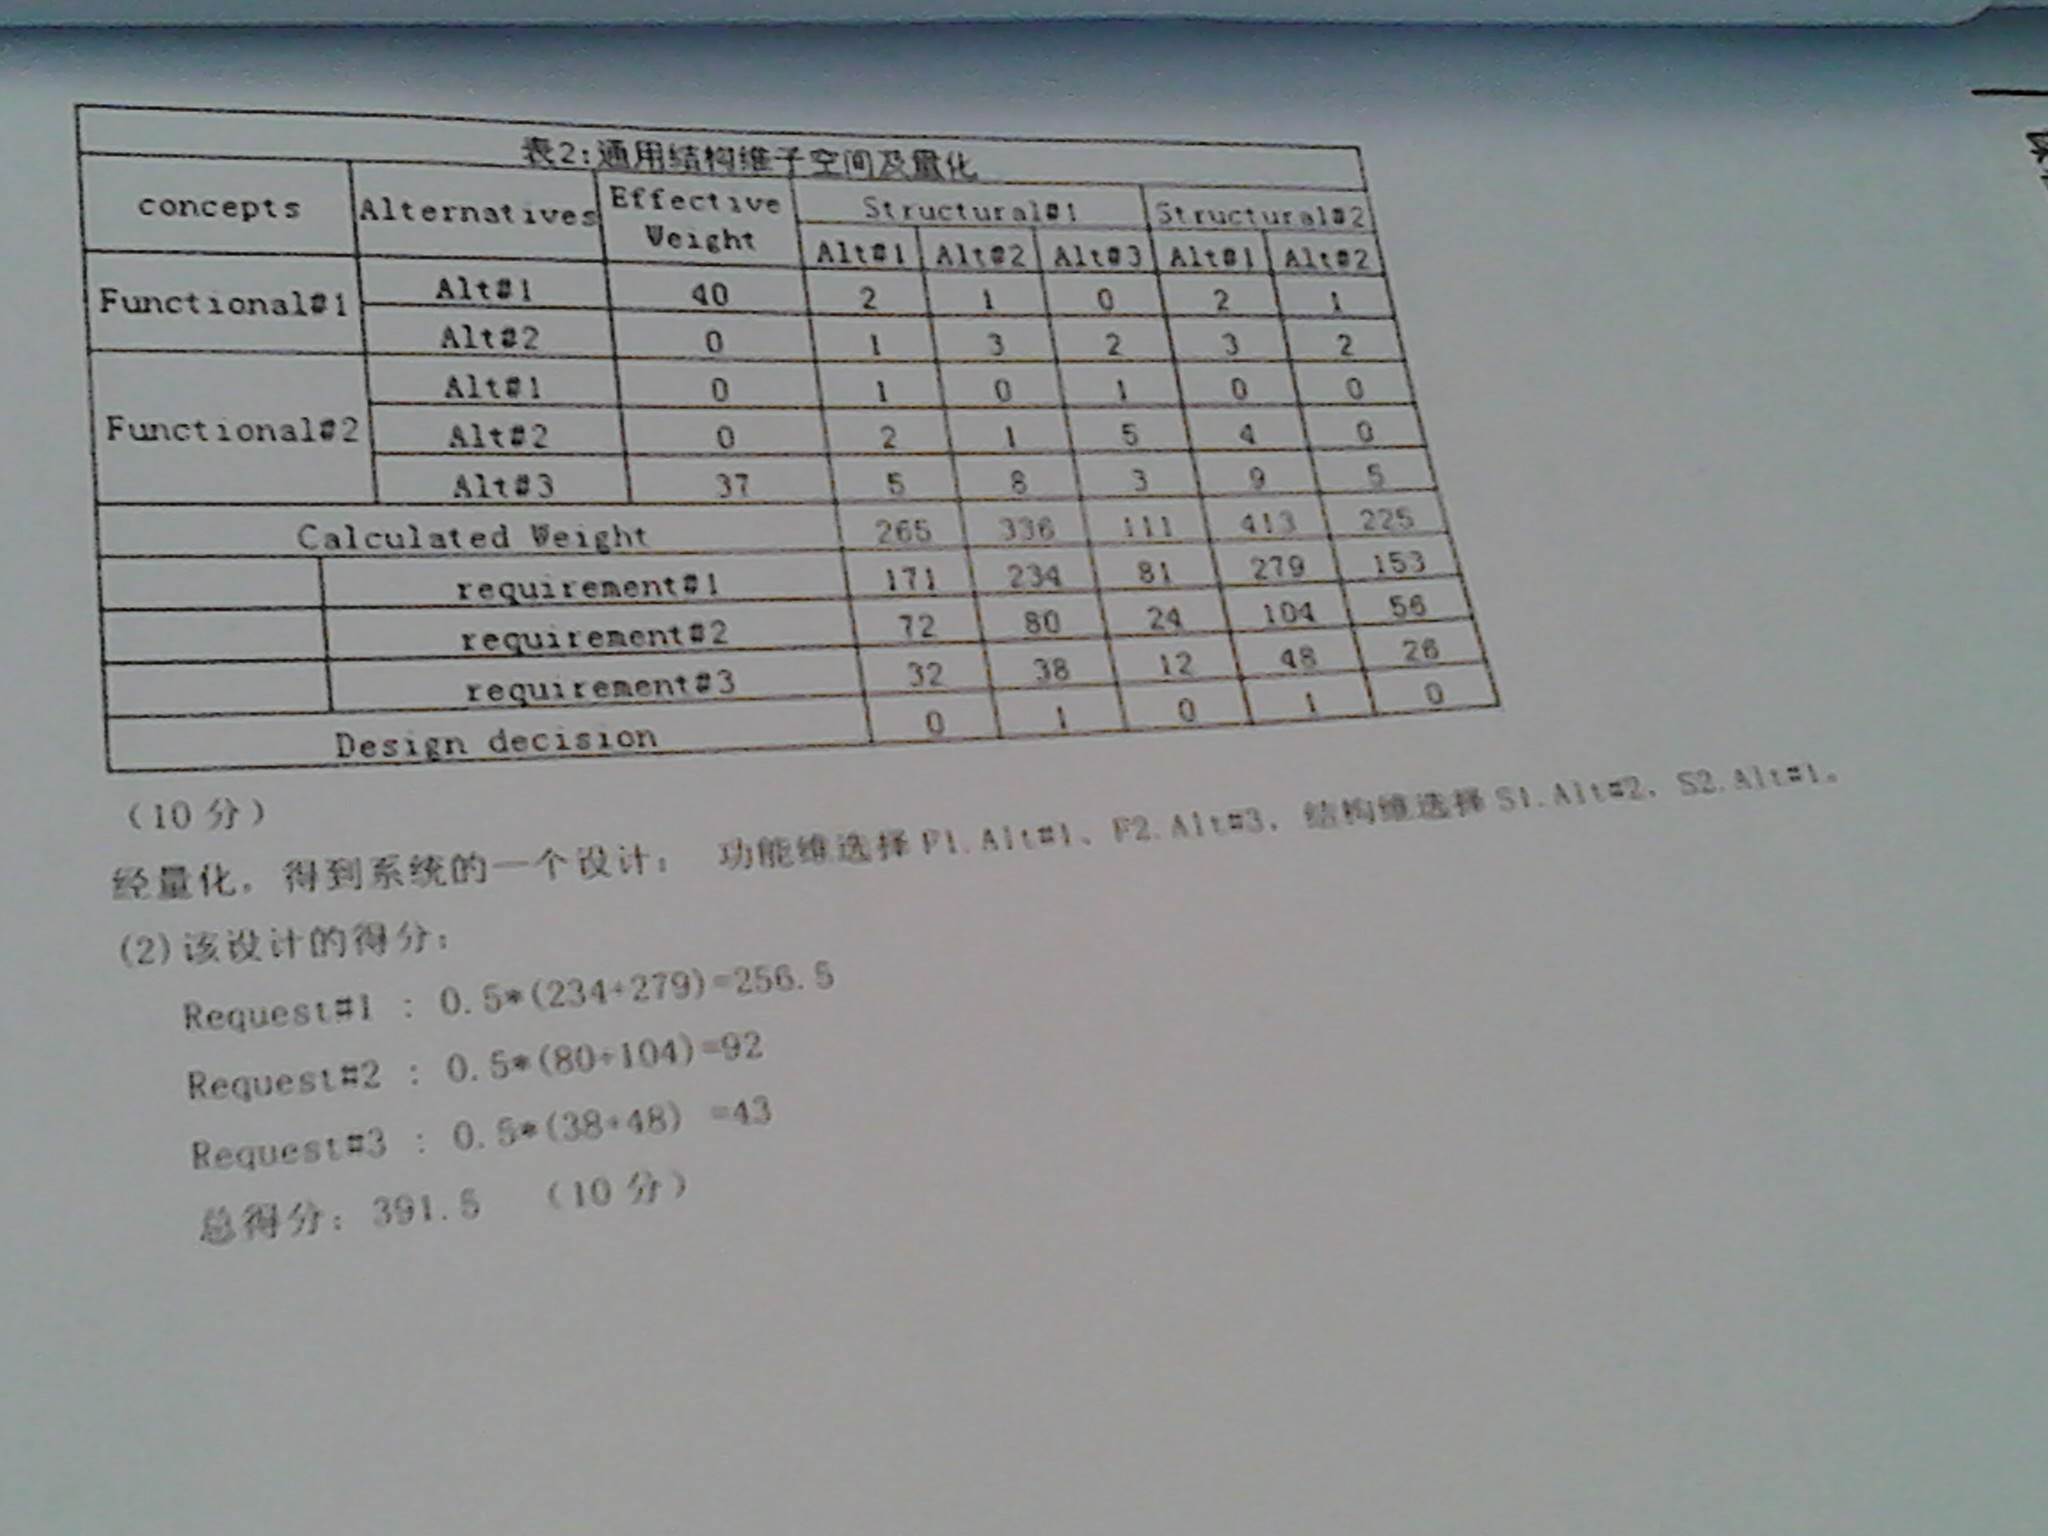 表2:通用结构维子空间及量化
concepts Alternatives Effective Weight Structural#1 Structural#2
Alt#1 Alt#2 Alt#3 Alt#1 Alt#2
Functional#1 Alt#1 40 2 1 0 2 1
Alt#2 0 1 3 2 3 2
Functional#2 Alt#1 0 1 0 1 0 0
Alt#2 0 2 1 5 4 0
Alt#3 37 5 8 3 9 5
Calculated Weight 265 336 111 413 225
requirement#1 171 234 81 279 153
requirement#2 72 80 24 104 56
requirement#3 32 38 12 48 26
Design decision 0 1 0 1 0
（10 分）
经量化，得到系统的一个设计： 功能维选择 F1.Alt#1、F2.Alt#3，结构维选择 S1.Alt#2，S2.Alt#1。
(2)该设计的得分：
Request#1 : 0.5*(234+279)=256.5
Request#2 : 0.5*(80+104)=92
Request#3 : 0.5*(38+48) =43
总得分：391.5 （10 分）